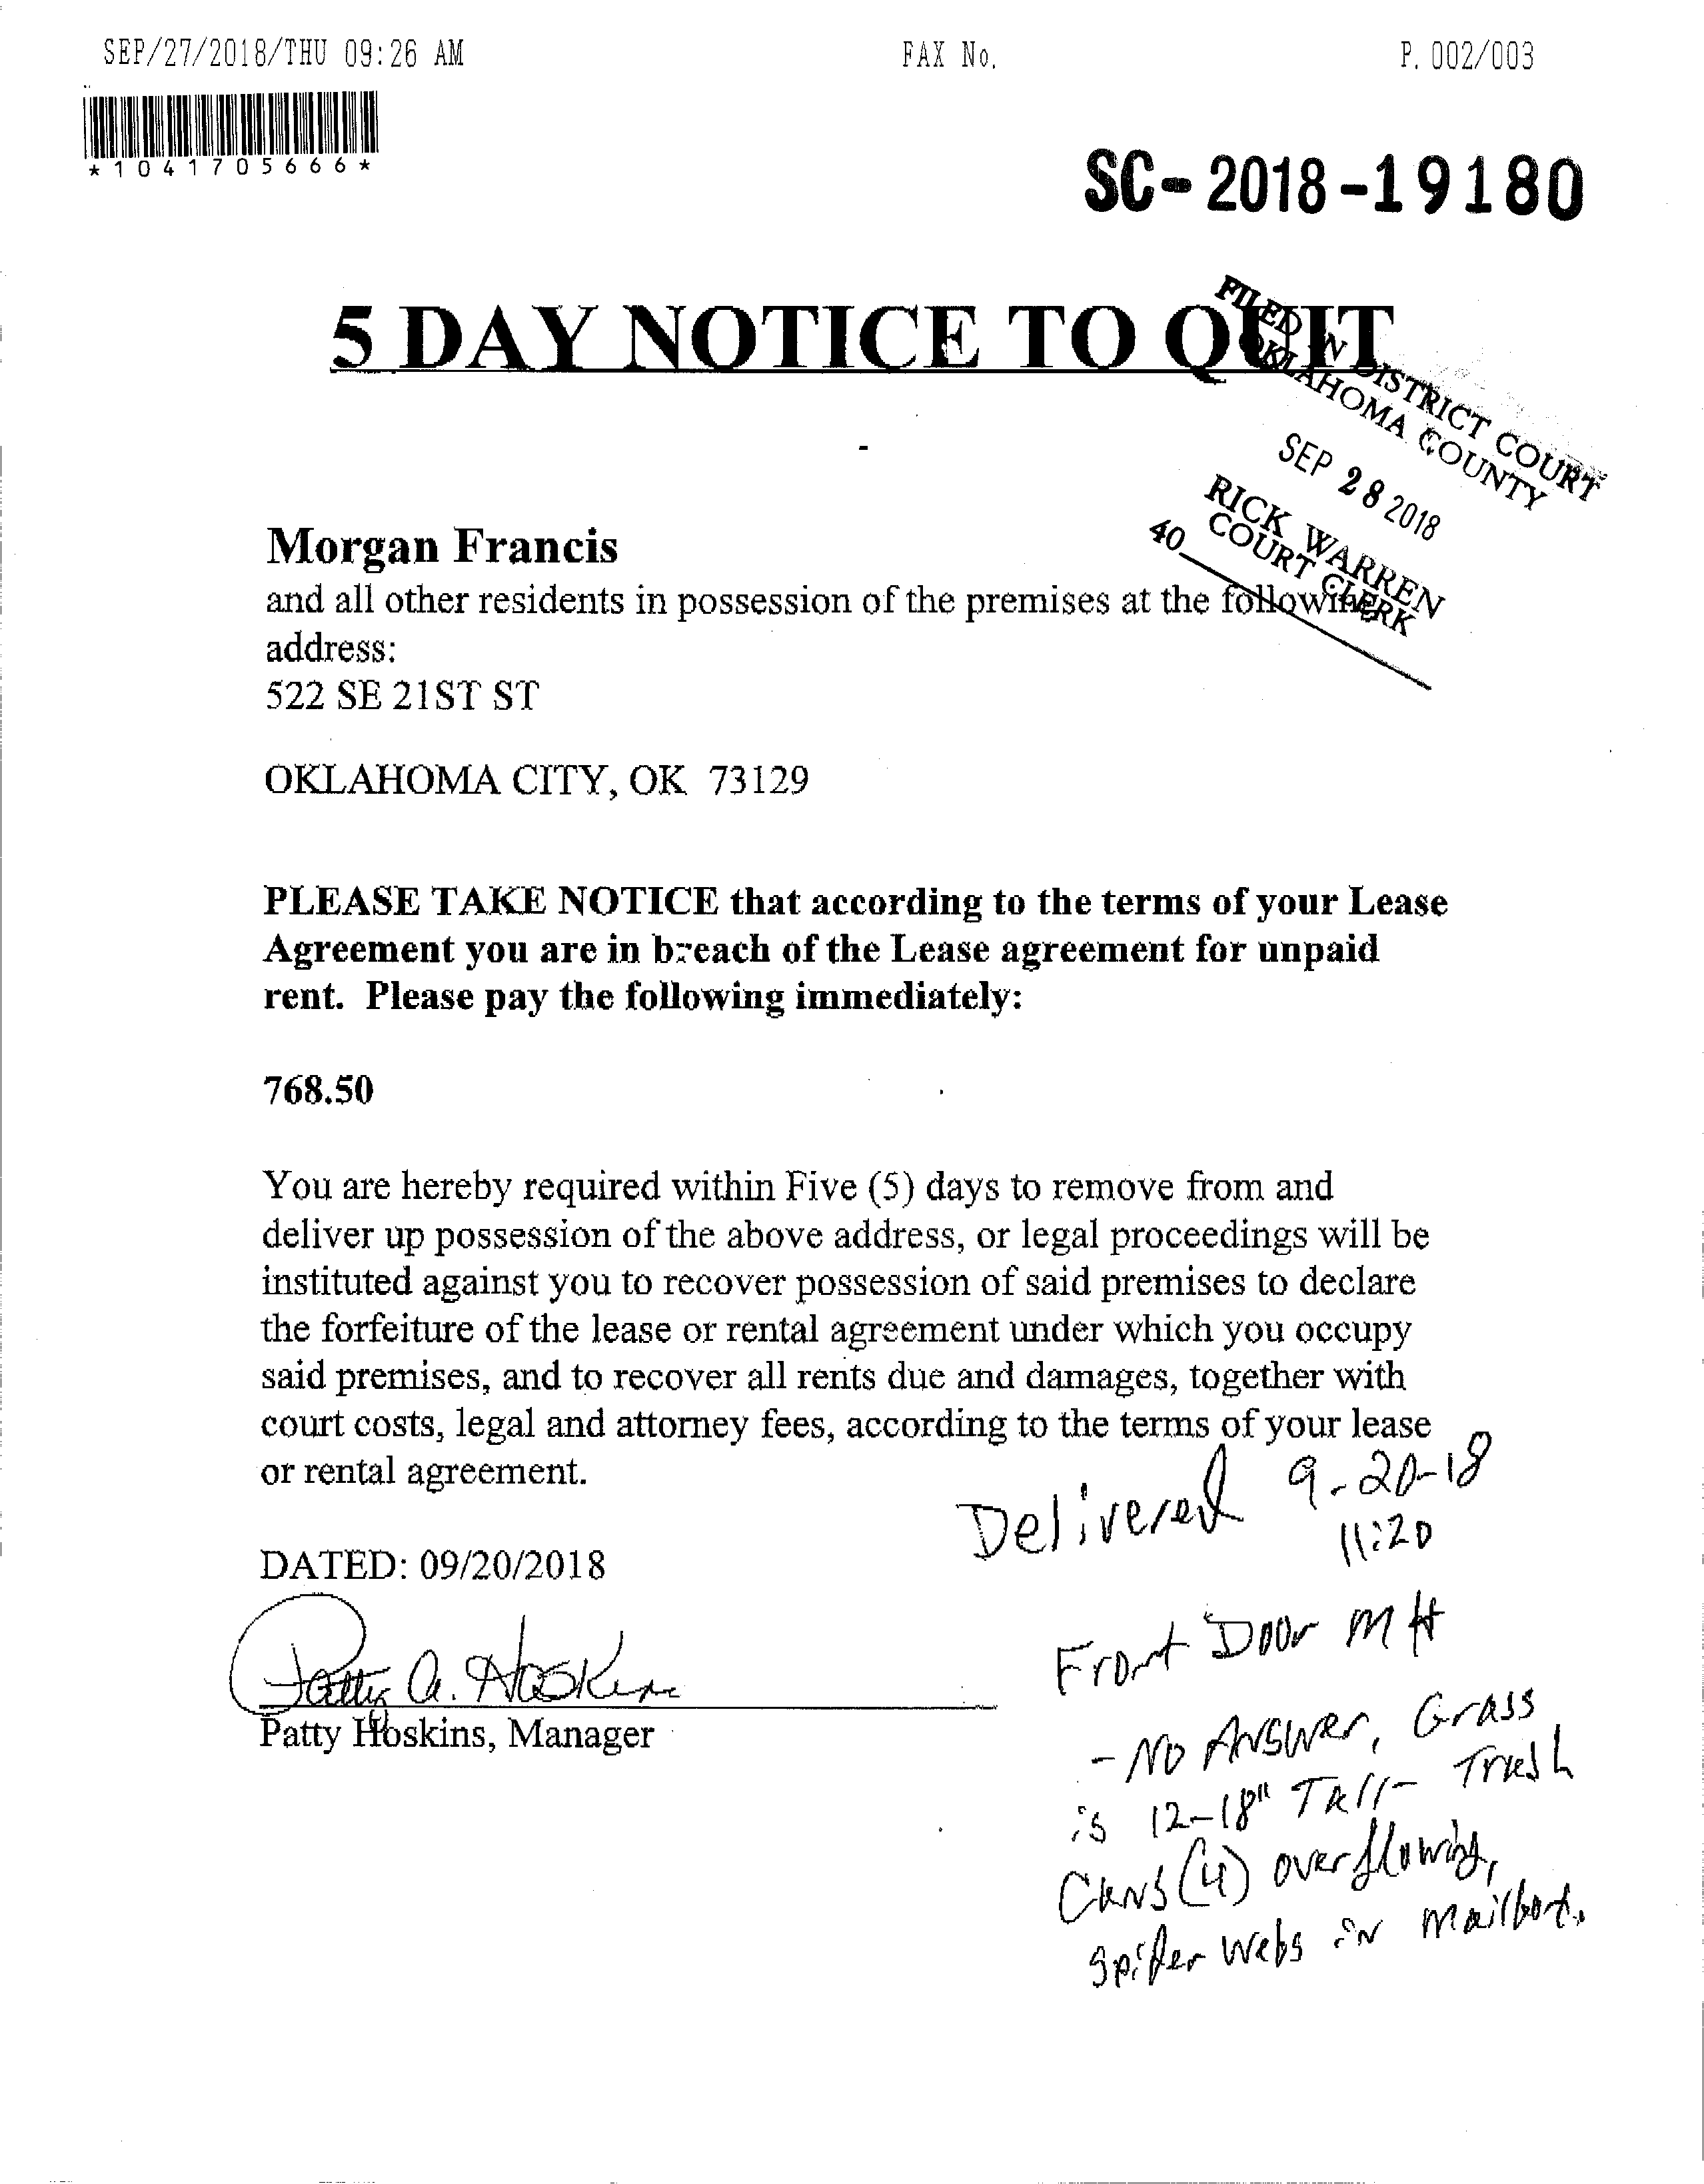 SEP/27/2018/THU 09:26 AM FAX No. P. 002/003
*1041705666*
SC-2018-19180
5 DAY NOTICE TO QUIT
FILED IN DISTRICT COURT
OKLAHOMA COUNTY
SEP 28 2018
RICK WARREN
COURT CLERK
40
Morgan Francis
and all other residents in possession of the premises at the following
address:
522 SE 21ST ST
OKLAHOMA CITY, OK 73129
PLEASE TAKE NOTICE that according to the terms of your Lease
Agreement you are in breach of the Lease agreement for unpaid
rent. Please pay the following immediately:
768.50
You are hereby required within Five (5) days to remove from and
deliver up possession of the above address, or legal proceedings will be
instituted against you to recover possession of said premises to declare
the forfeiture of the lease or rental agreement under which you occupy
said premises, and to recover all rents due and damages, together with
court costs, legal and attorney fees, according to the terms of your lease
or rental agreement.
Delivered 9-20-18
11:20
DATED: 09/20/2018
Front Door MH
Patty A. Hoskins
Patty Hoskins, Manager
- No Answer, Grass
is 12-18" Tall- Trash
Cans (4) overflowing,
Spider Webs in mailbox.